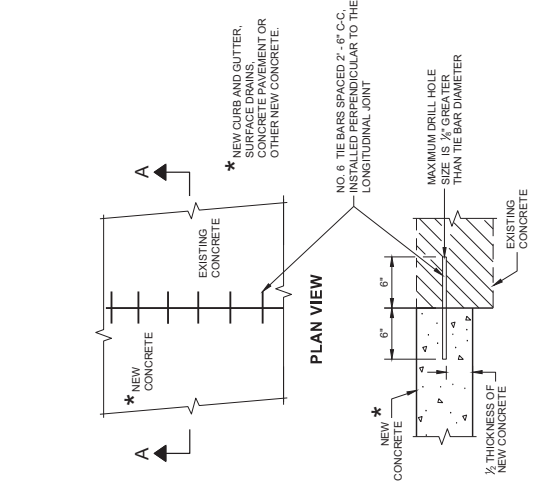 A
A
* NEW
CONCRETE
EXISTING
CONCRETE
* NEW CURB AND GUTTER,
SURFACE DRAINS,
CONCRETE PAVEMENT OR
OTHER NEW CONCRETE.
PLAN VIEW
NO. 6 TIE BARS SPACED 2' - 6" C-C,
INSTALLED PERPENDICULAR TO THE
LONGITUDINAL JOINT
6"
6"
MAXIMUM DRILL HOLE
SIZE IS ⅛" GREATER
THAN TIE BAR DIAMETER
*
NEW
CONCRETE
½ THICKNESS OF
NEW CONCRETE
EXISTING
CONCRETE